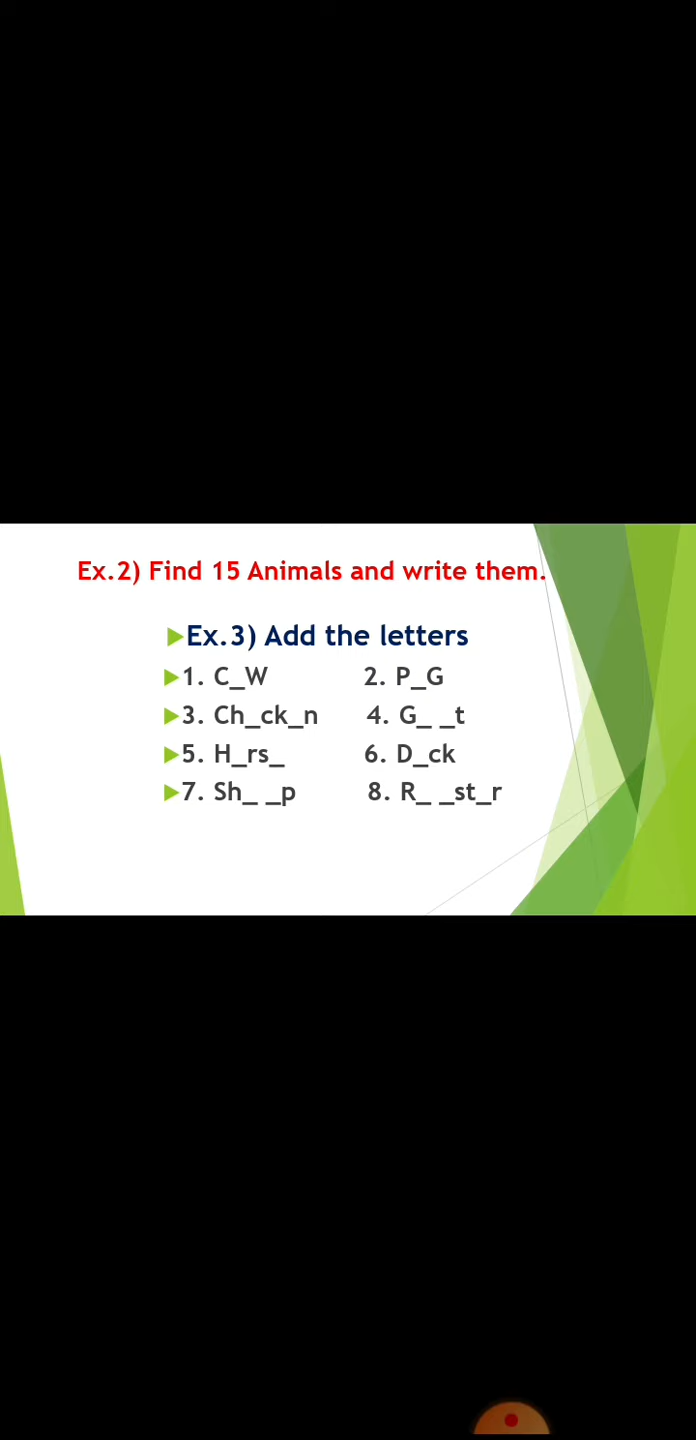 Ex.2) Find 15 Animals and write them.
Ex.3) Add the letters
1. C_W 2. P_G
3. Ch_ck_n 4. G_ _t
5. H_rs_ 6. D_ck
7. Sh_ _p 8. R_ _st_r